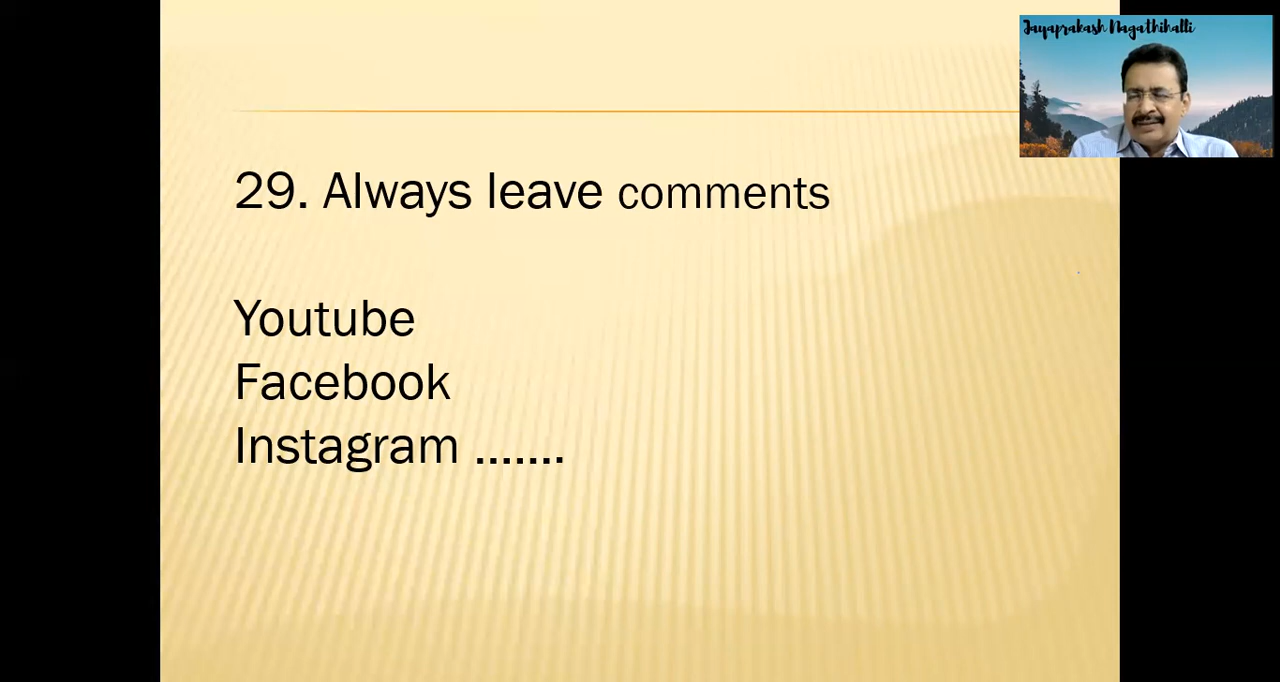 Jayaprakash Nagathihalli
29. Always leave comments
Youtube
Facebook
Instagram .......